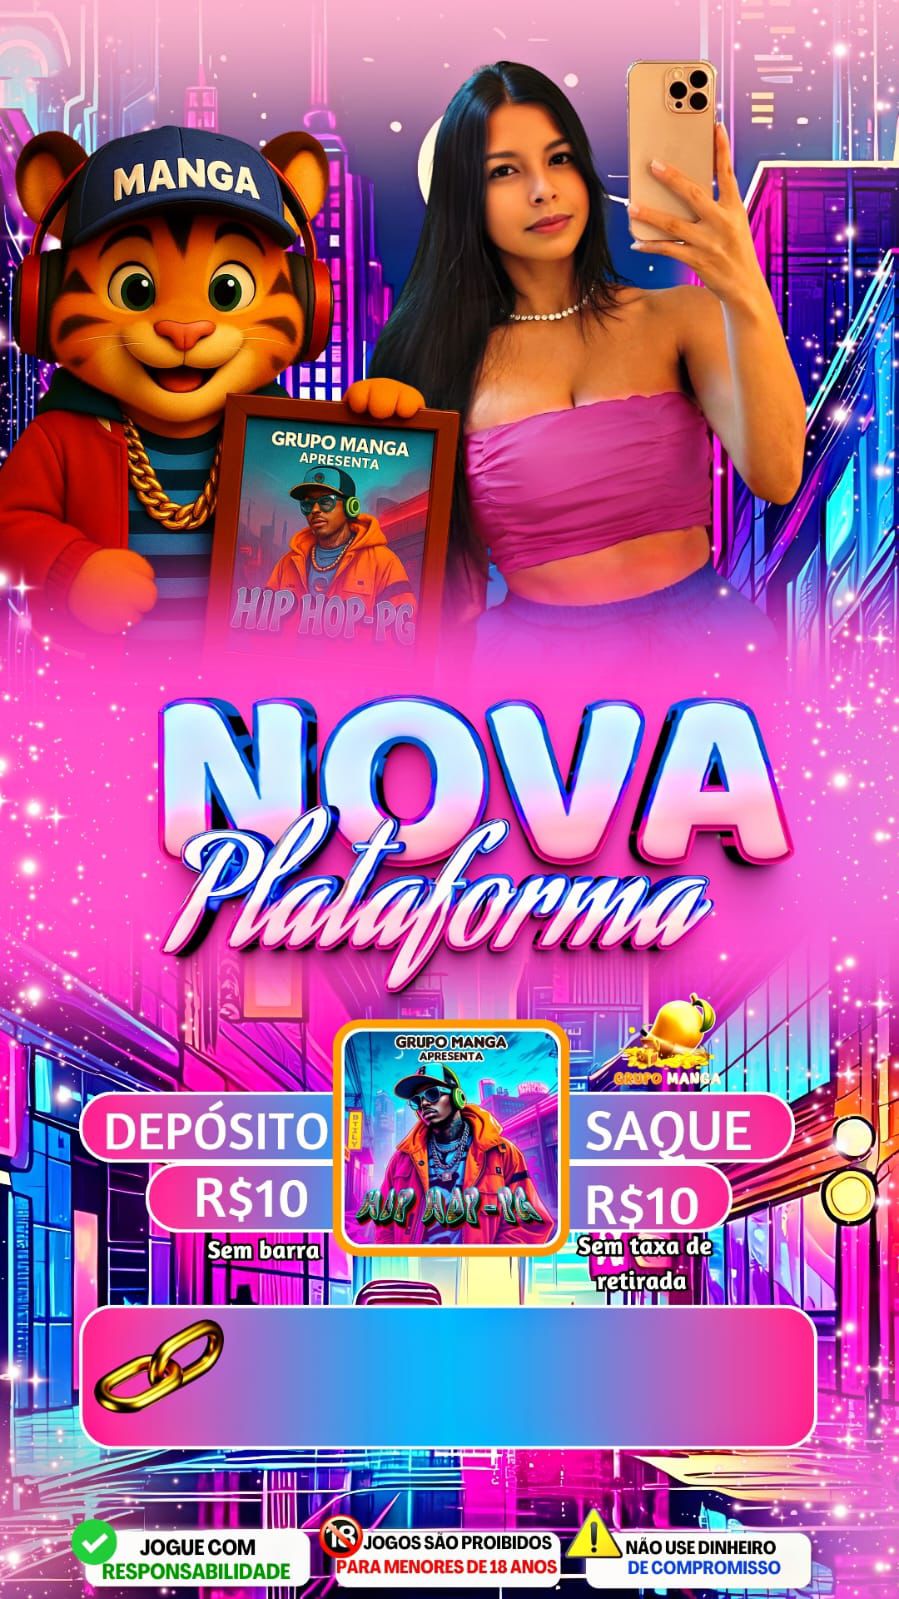 MANGA
GRUPO MANGA
APRESENTA
HIP HOP-PG
NOVA
Plataforma
GRUPO MANGA
APRESENTA
HIP HOP-PG
GRUPO MANGA
DEPÓSITO
R$10
Sem barra
SAQUE
R$10
Sem taxa de
retirada
JOGUE COM
RESPONSABILIDADE
18
JOGOS SÃO PROIBIDOS
PARA MENORES DE 18 ANOS
NÃO USE DINHEIRO
DE COMPROMISSO